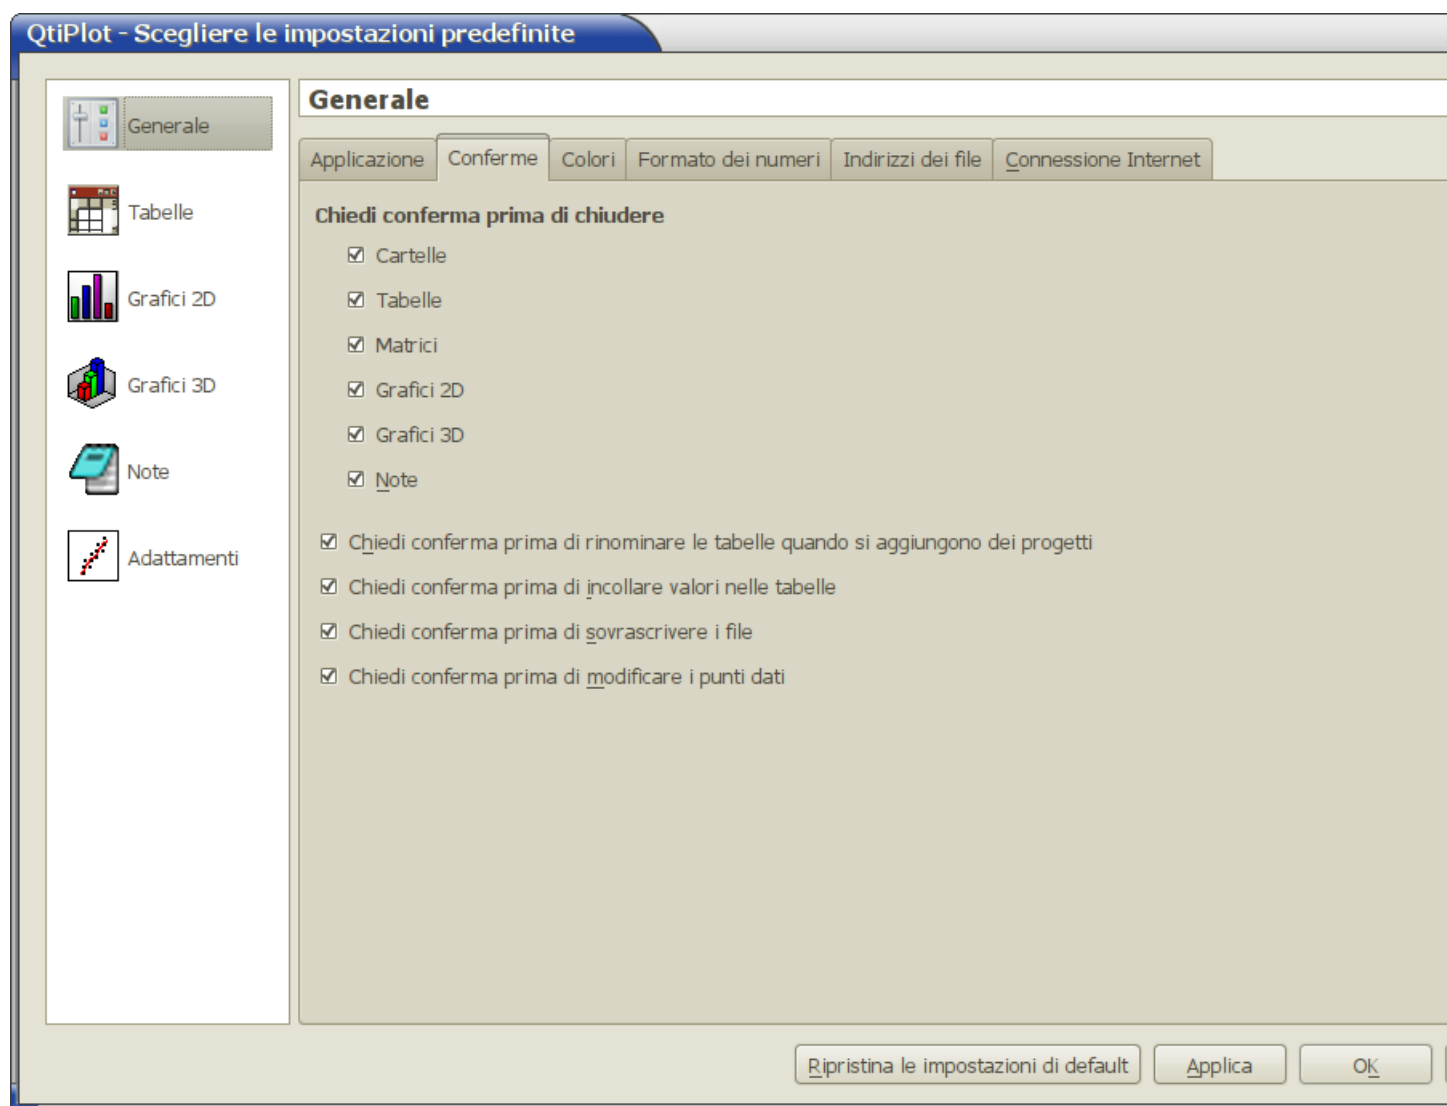 QtiPlot - Scegliere le impostazioni predefinite
Generale
Tabelle
Grafici 2D
Grafici 3D
Note
Adattamenti
Generale
Applicazione Conferme Colori Formato dei numeri Indirizzi dei file Connessione Internet
Chiedi conferma prima di chiudere
Cartelle
Tabelle
Matrici
Grafici 2D
Grafici 3D
Note
Chiedi conferma prima di rinominare le tabelle quando si aggiungono dei progetti
Chiedi conferma prima di incollare valori nelle tabelle
Chiedi conferma prima di sovrascrivere i file
Chiedi conferma prima di modificare i punti dati
Ripristina le impostazioni di default Applica OK